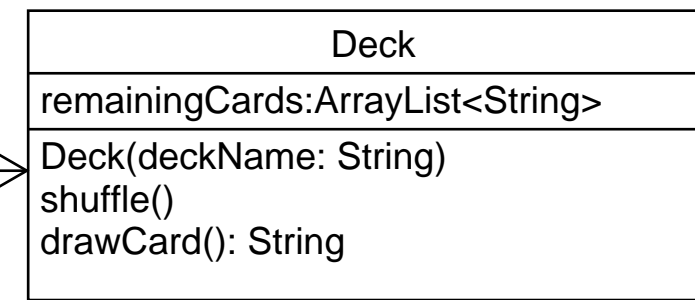 Deck
remainingCards:ArrayList<String>
Deck(deckName: String)
shuffle()
drawCard(): String